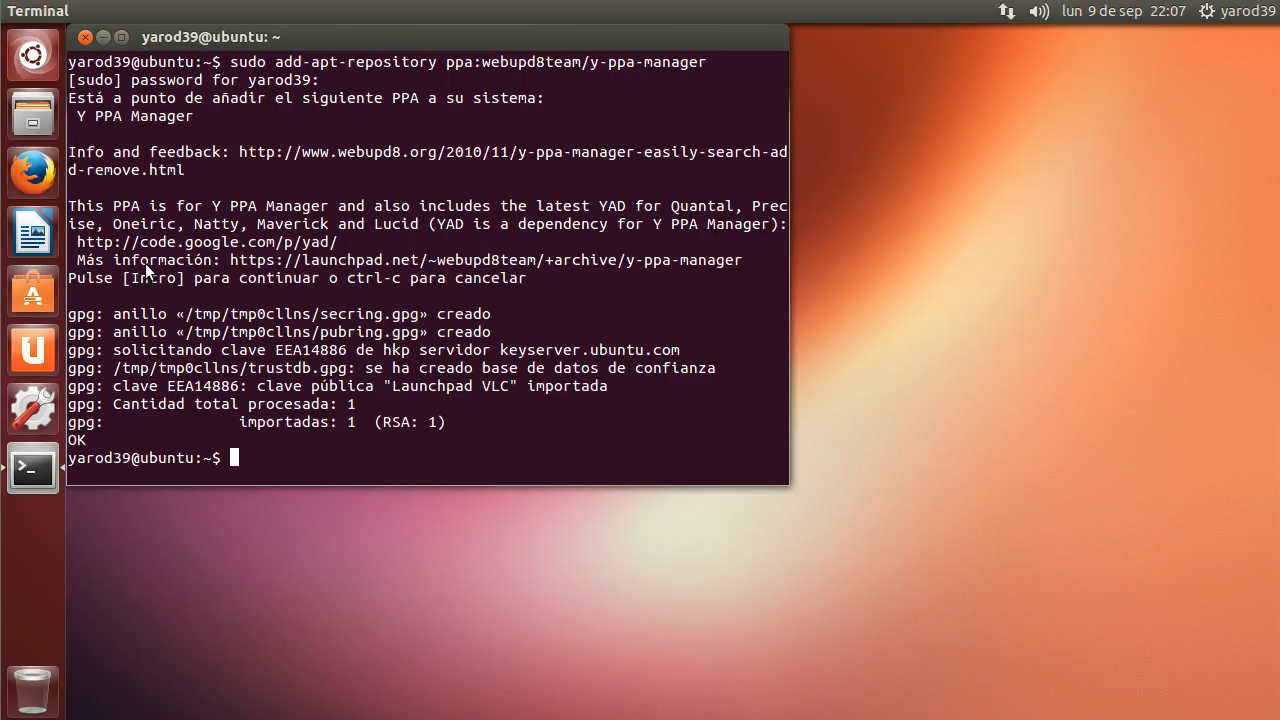 Terminal
lun 9 de sep 22:07
yarod39
yarod39@ubuntu: ~
yarod39@ubuntu:~$ sudo add-apt-repository ppa:webupd8team/y-ppa-manager
[sudo] password for yarod39:
Está a punto de añadir el siguiente PPA a su sistema:
Y PPA Manager
Info and feedback: http://www.webupd8.org/2010/11/y-ppa-manager-easily-search-ad
d-remove.html
This PPA is for Y PPA Manager and also includes the latest YAD for Quantal, Prec
ise, Oneiric, Natty, Maverick and Lucid (YAD is a dependency for Y PPA Manager):
http://code.google.com/p/yad/
Más información: https://launchpad.net/~webupd8team/+archive/y-ppa-manager
Pulse [Intro] para continuar o ctrl-c para cancelar
gpg: anillo «/tmp/tmp0cllns/secring.gpg» creado
gpg: anillo «/tmp/tmp0cllns/pubring.gpg» creado
gpg: solicitando clave EEA14886 de hkp servidor keyserver.ubuntu.com
gpg: /tmp/tmp0cllns/trustdb.gpg: se ha creado base de datos de confianza
gpg: clave EEA14886: clave pública "Launchpad VLC" importada
gpg: Cantidad total procesada: 1
gpg:               importadas: 1  (RSA: 1)
OK
yarod39@ubuntu:~$